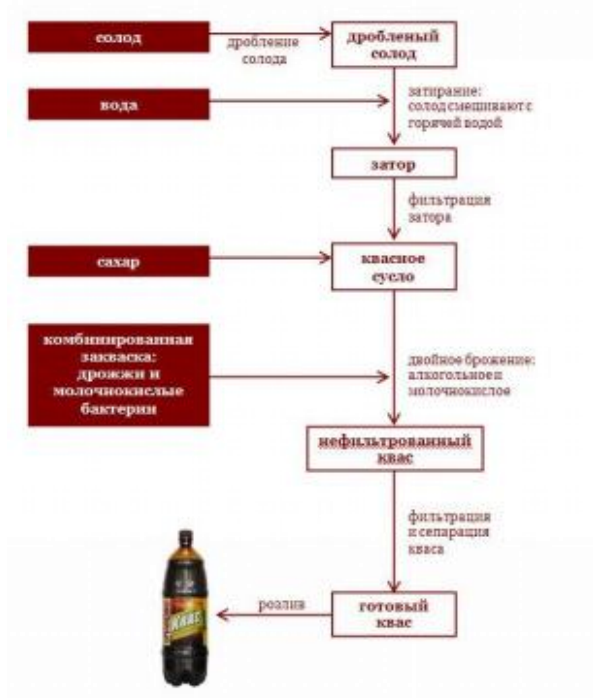 солод
дробление
солода
дробленый
солод
вода
затирание:
солод смешивают с
горячей водой
затор
фильтрация
затора
сахар
квасное
сусло
комбинированная
закваска:
дрожжи и
молочнокислые
бактерии
двойное брожение:
алкогольное и
молочнокислое
нефильтрованный
квас
фильтрация
и сепарация
кваса
розлив
готовый
квас
Квас